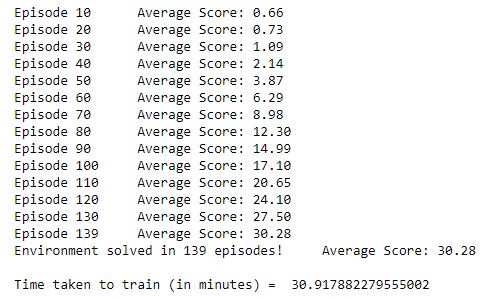 Episode 10 Average Score: 0.66
Episode 20 Average Score: 0.73
Episode 30 Average Score: 1.09
Episode 40 Average Score: 2.14
Episode 50 Average Score: 3.87
Episode 60 Average Score: 6.29
Episode 70 Average Score: 8.98
Episode 80 Average Score: 12.30
Episode 90 Average Score: 14.99
Episode 100 Average Score: 17.10
Episode 110 Average Score: 20.65
Episode 120 Average Score: 24.10
Episode 130 Average Score: 27.50
Episode 139 Average Score: 30.28
Environment solved in 139 episodes! Average Score: 30.28
Time taken to train (in minutes) = 30.917882279555002